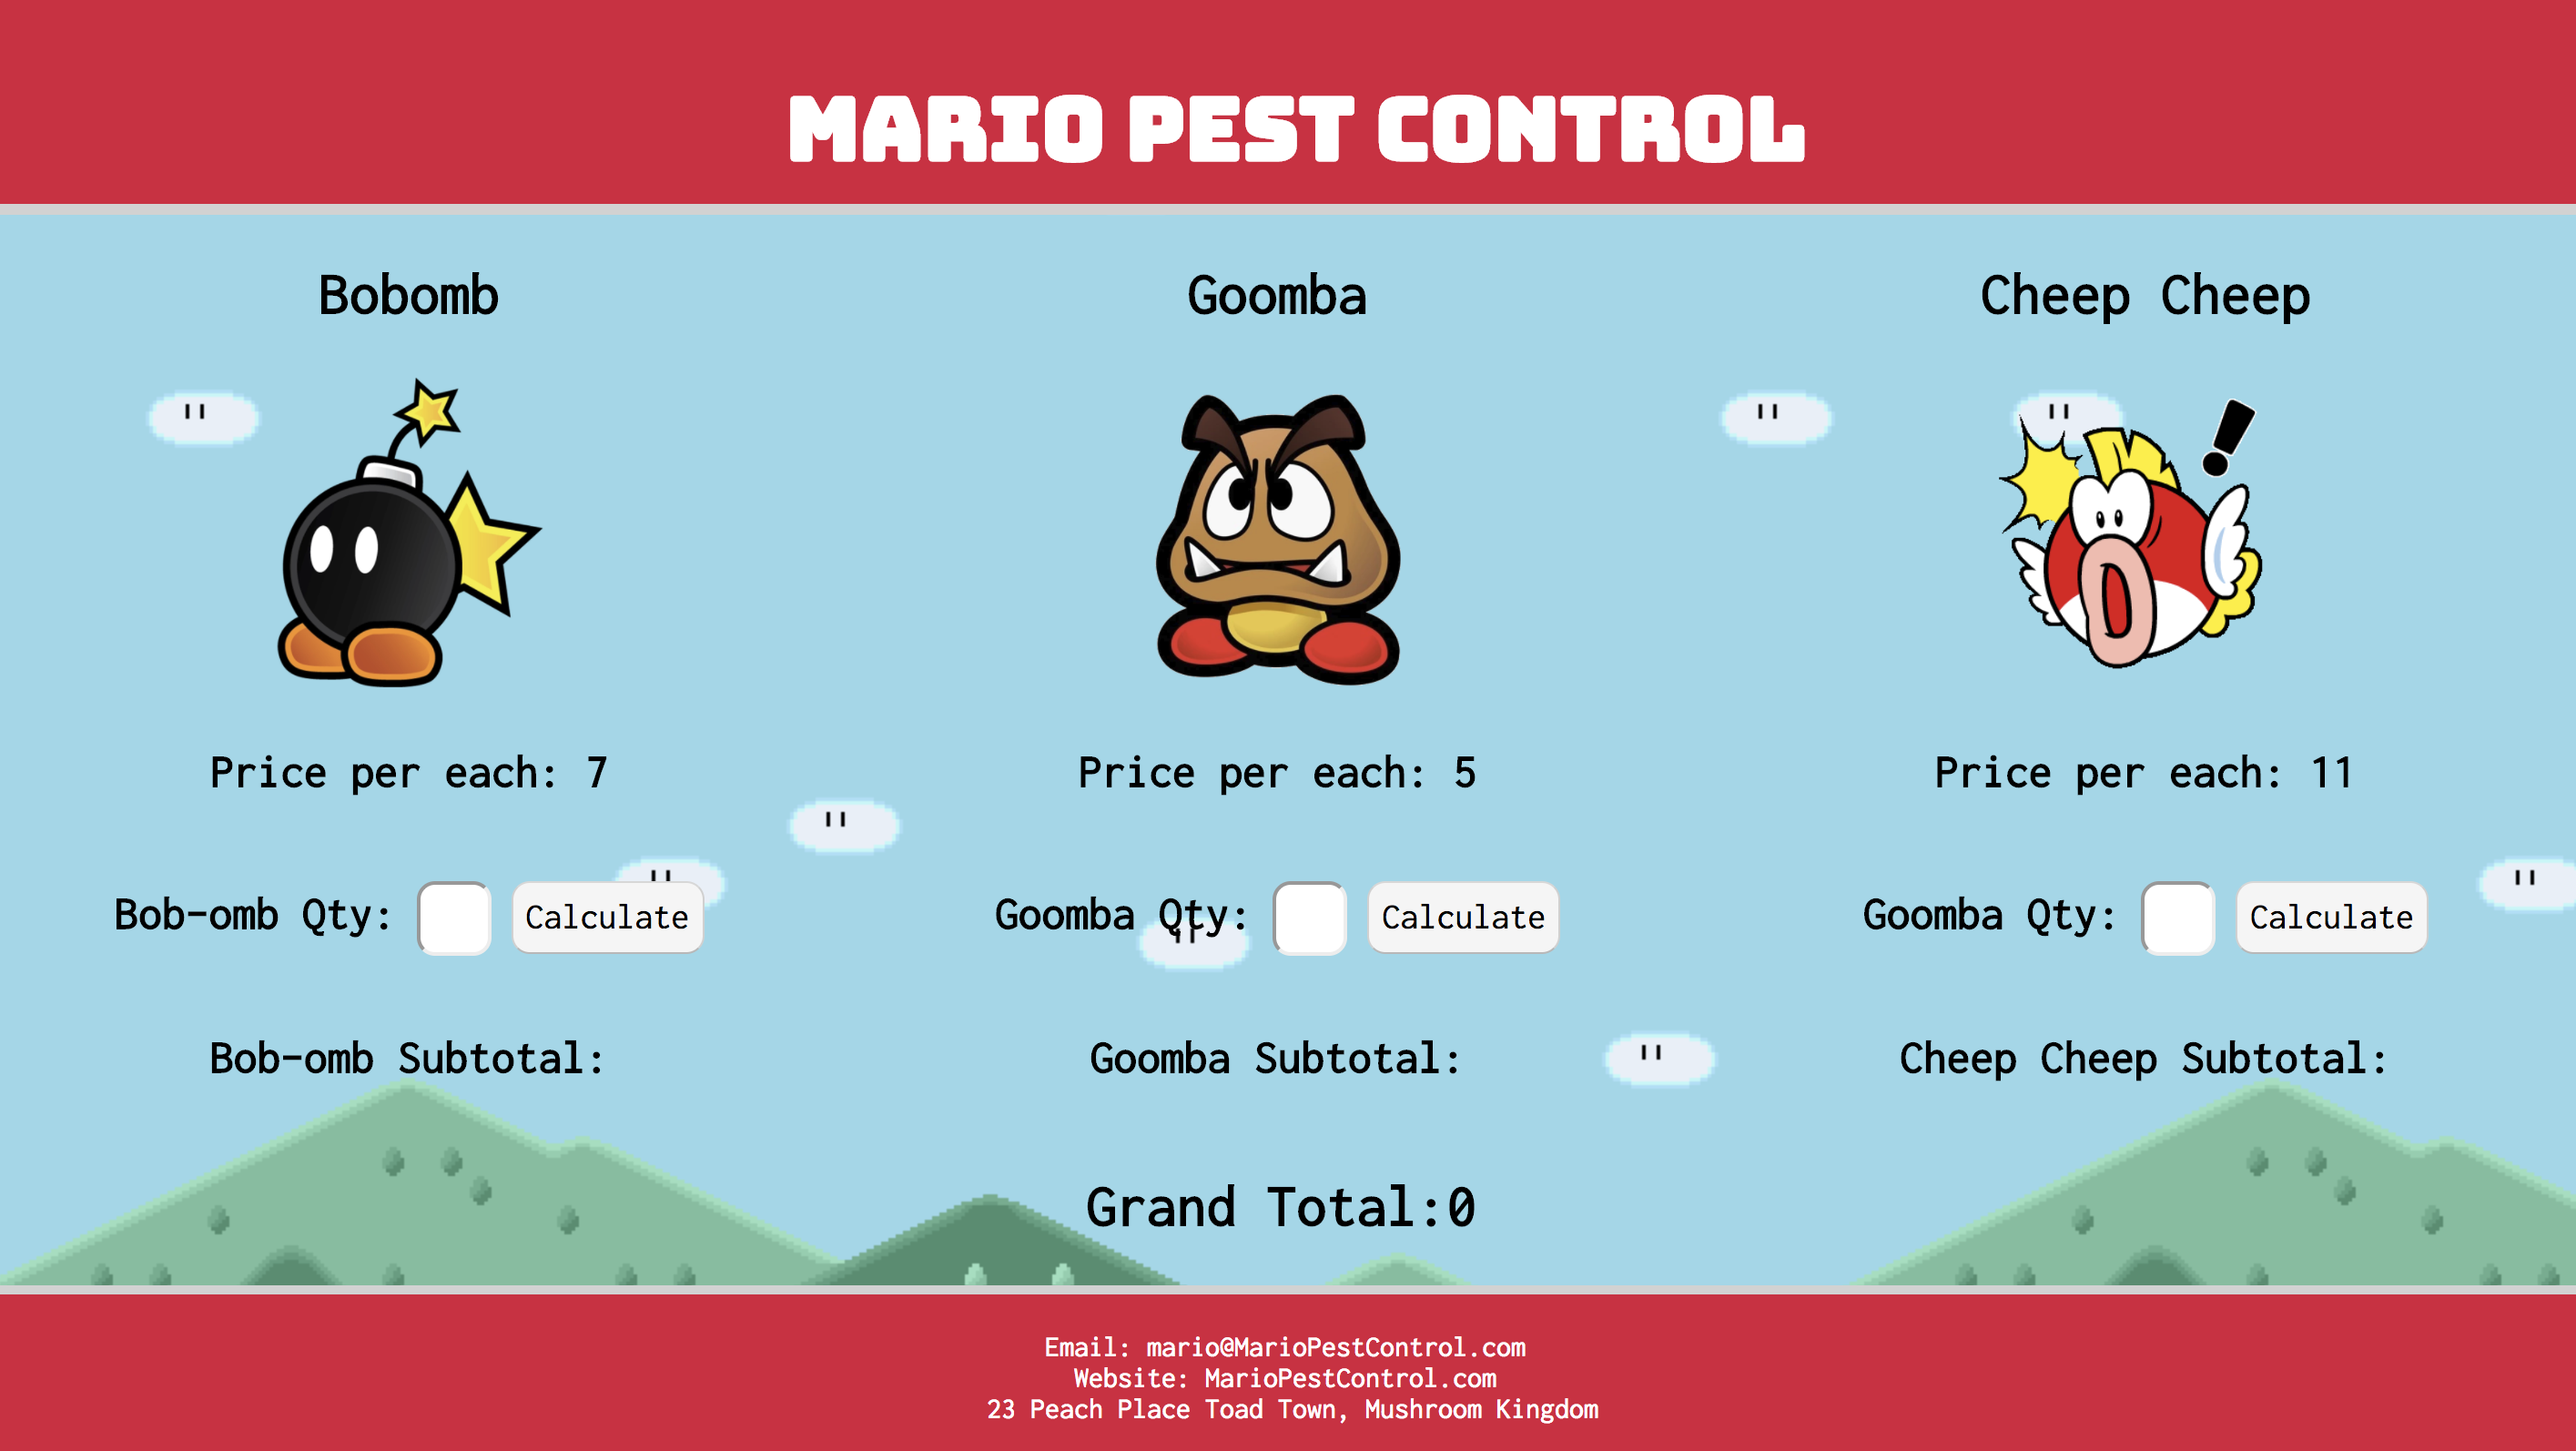 MARIO PEST CONTROL
Bobomb
Goomba
Cheep Cheep
!
Price per each: 7
Price per each: 5
Price per each: 11
Bob-omb Qty: Calculate
Goomba Qty: Calculate
Goomba Qty: Calculate
Bob-omb Subtotal:
Goomba Subtotal:
Cheep Cheep Subtotal:
Grand Total:0
Email: mario@MarioPestControl.com
Website: MarioPestControl.com
23 Peach Place Toad Town, Mushroom Kingdom